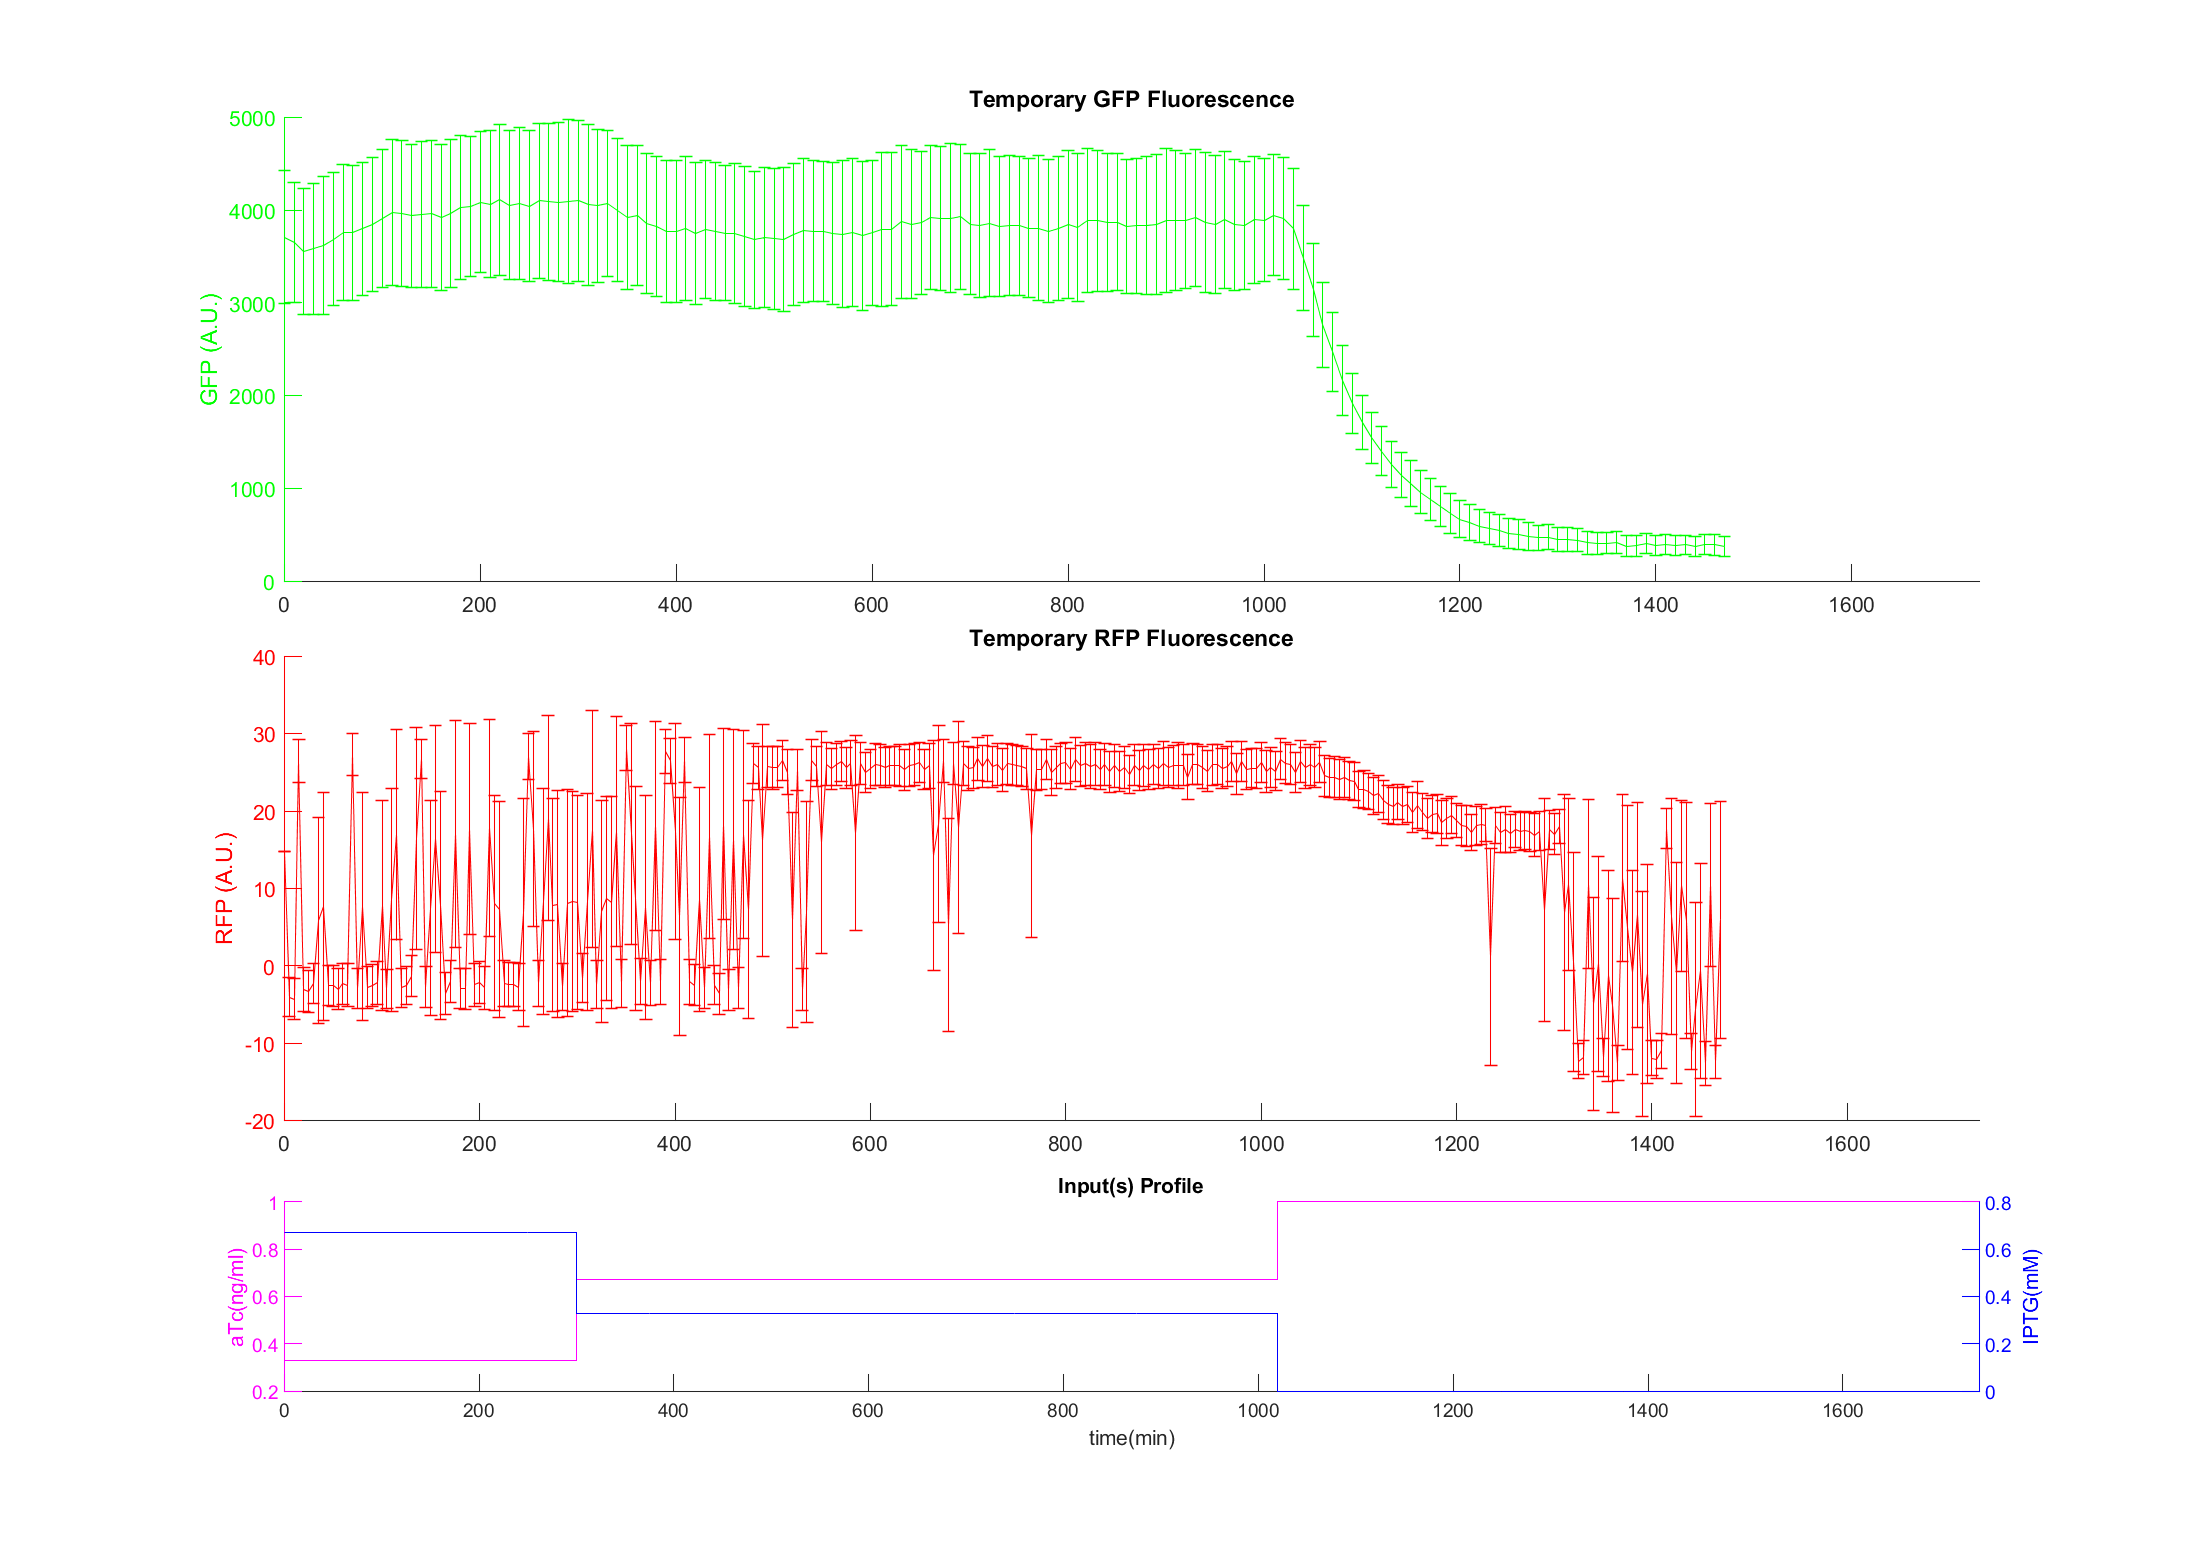 Temporary GFP Fluorescence
GFP (A.U.)
5000
4000
3000
2000
1000
0
0 200 400 600 800 1000 1200 1400 1600
Temporary RFP Fluorescence
RFP (A.U.)
40
30
20
10
0
-10
-20
0 200 400 600 800 1000 1200 1400 1600
Input(s) Profile
aTc(ng/ml)
1
0.8
0.6
0.4
0.2
IPTG(mM)
0.8
0.6
0.4
0.2
0
0 200 400 600 800 1000 1200 1400 1600
time(min)